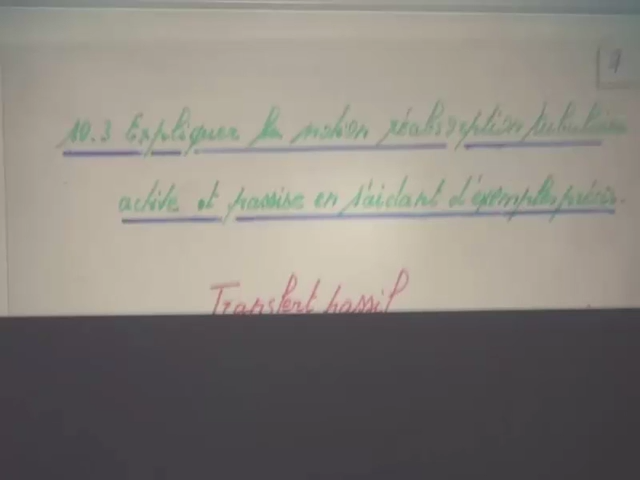 10.3 Expliquer la notion réabsorption tubulaire
active et passive en s'aidant d'exemples précis.
Transfert passif